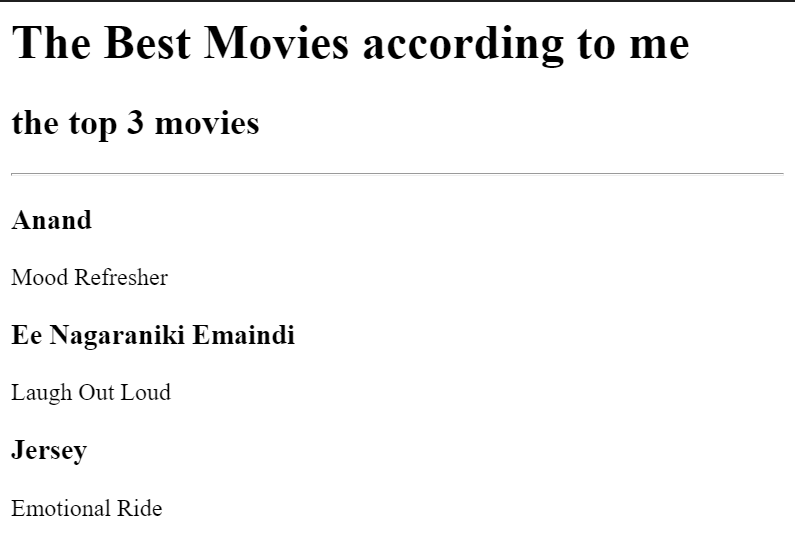 The Best Movies according to me
the top 3 movies
Anand
Mood Refresher
Ee Nagaraniki Emaindi
Laugh Out Loud
Jersey
Emotional Ride